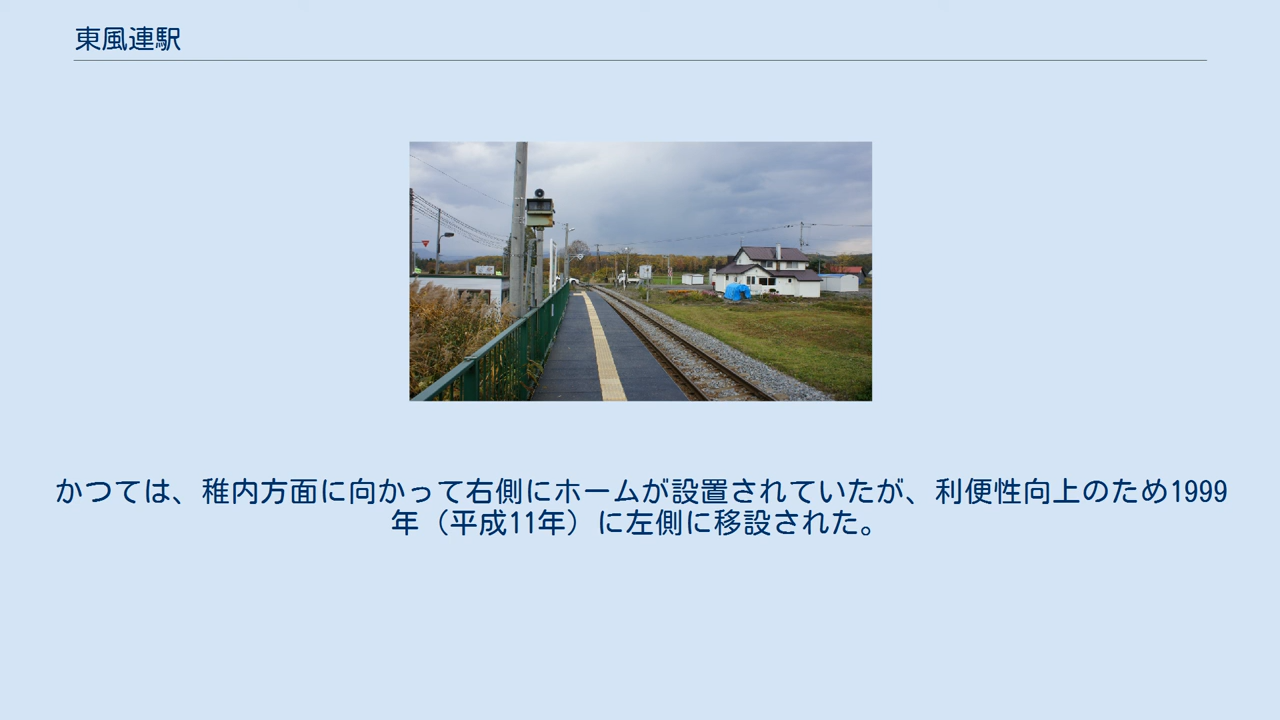 東風連駅
かつては、稚内方面に向かって右側にホームが設置されていたが、利便性向上のため1999
年（平成11年）に左側に移設された。